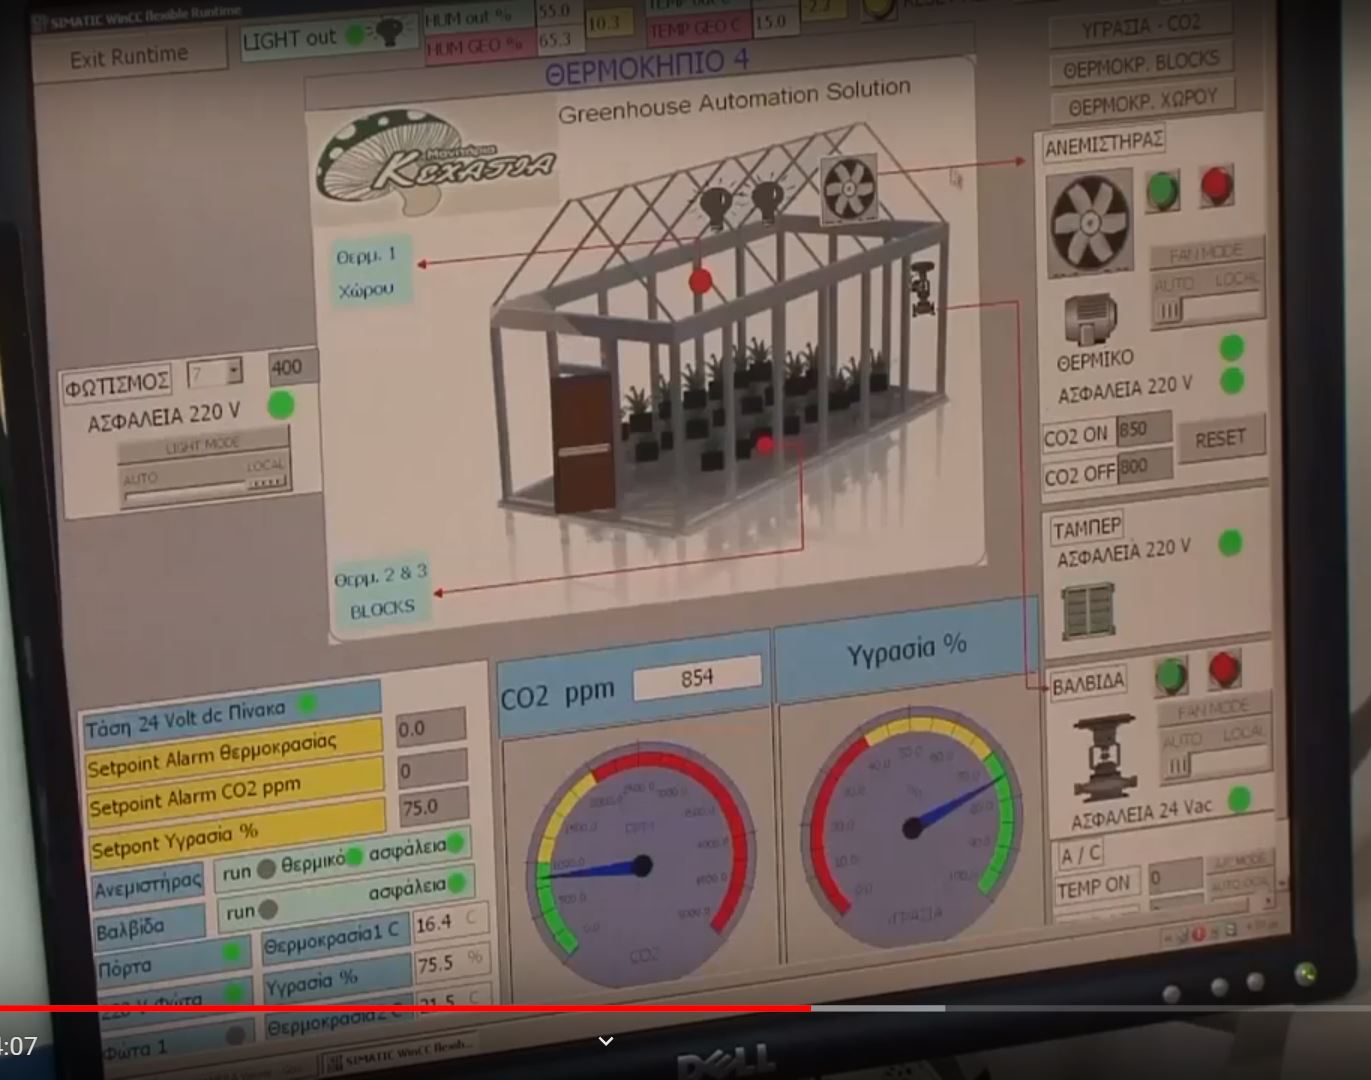 SIMATIC WinCC flexible Runtime
Exit Runtime
LIGHT out
HUM out %
55.0
10.3
HUM GEO %
65.3
TEMP GEO C
15.0
ΘΕΡΜΟΚΗΠΙΟ 4
Greenhouse Automation Solution
Μανιτάρια
Κεχαγιά
Θερμ. 1
Χώρου
ΦΩΤΙΣΜΟΣ
7
400
ΑΣΦΑΛΕΙΑ 220 V
LIGHT MODE
AUTO
LOCAL
Θερμ. 2 & 3
BLOCKS
ΥΓΡΑΣΙΑ - CO2
ΘΕΡΜΟΚΡ. BLOCKS
ΘΕΡΜΟΚΡ. ΧΩΡΟΥ
ΑΝΕΜΙΣΤΗΡΑΣ
FAN MODE
AUTO
LOCAL
ΘΕΡΜΙΚΟ
ΑΣΦΑΛΕΙΑ 220 V
CO2 ON
850
CO2 OFF
800
RESET
ΤΑΜΠΕΡ
ΑΣΦΑΛΕΙΑ 220 V
ΒΑΛΒΙΔΑ
FAN MODE
AUTO
LOCAL
ΑΣΦΑΛΕΙΑ 24 Vac
A / C
TEMP ON
0
Τάση 24 Volt dc Πίνακα
Setpoint Alarm Θερμοκρασίας
0.0
Setpoint Alarm CO2 ppm
0
Setpont Υγρασία %
75.0
Ανεμιστήρας
run
Θερμικό
ασφάλεια
Βαλβίδα
run
ασφάλεια
Πόρτα
Θερμοκρασία1 C
16.4
C
220 V Φώτα
Υγρασία %
75.5
%
Φώτα 1
Θερμοκρασία2 C
21.5
C
CO2 ppm
854
Υγρασία %
CO2
ΥΓΡΑΣΙΑ
SIMATIC WinCC flexib...
DELL
4:07